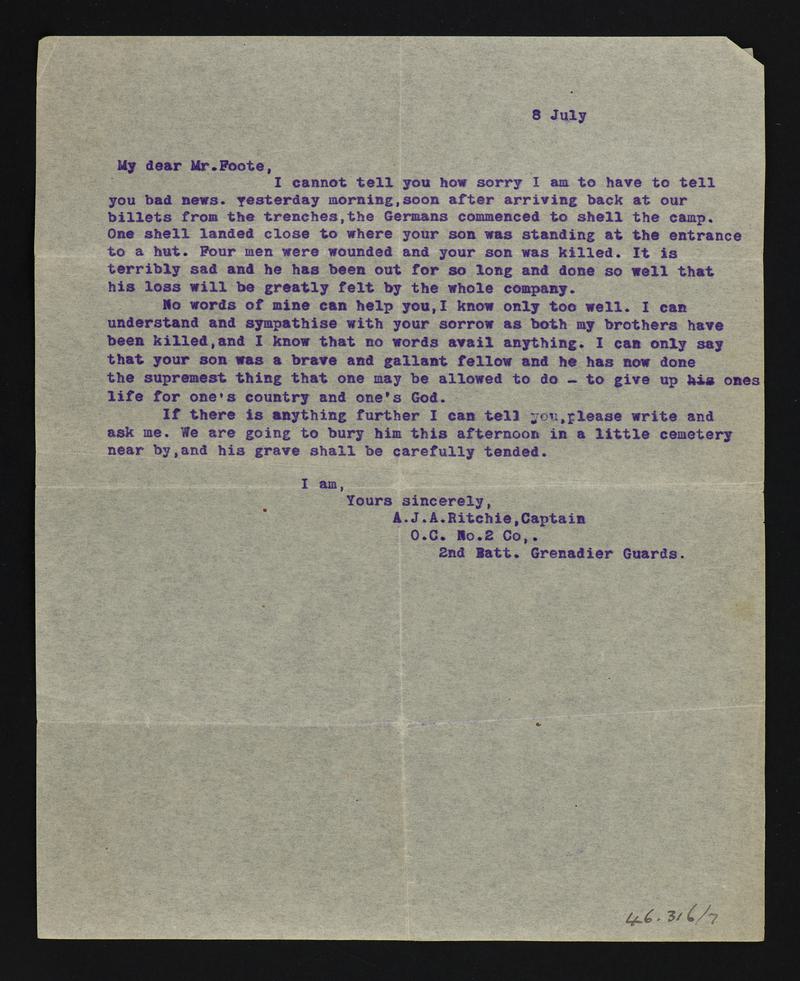 8 July
My dear Mr.Foote,
I cannot tell you how sorry I am to have to tell
you bad news. Yesterday morning,soon after arriving back at our
billets from the trenches,the Germans commenced to shell the camp.
One shell landed close to where your son was standing at the entrance
to a hut. Four men were wounded and your son was killed. It is
terribly sad and he has been out for so long and done so well that
his loss will be greatly felt by the whole company.
No words of mine can help you,I know only too well. I can
understand and sympathise with your sorrow as both my brothers have
been killed,and I know that no words avail anything. I can only say
that your son was a brave and gallant fellow and he has now done
the supremest thing that one may be allowed to do - to give up his ones
life for one's country and one's God.
If there is anything further I can tell you,please write and
ask me. We are going to bury him this afternoon in a little cemetery
near by,and his grave shall be carefully tended.
I am,
Yours sincerely,
A.J.A.Ritchie,Captain
O.C. No.2 Co,.
2nd Batt. Grenadier Guards.
46.316/7